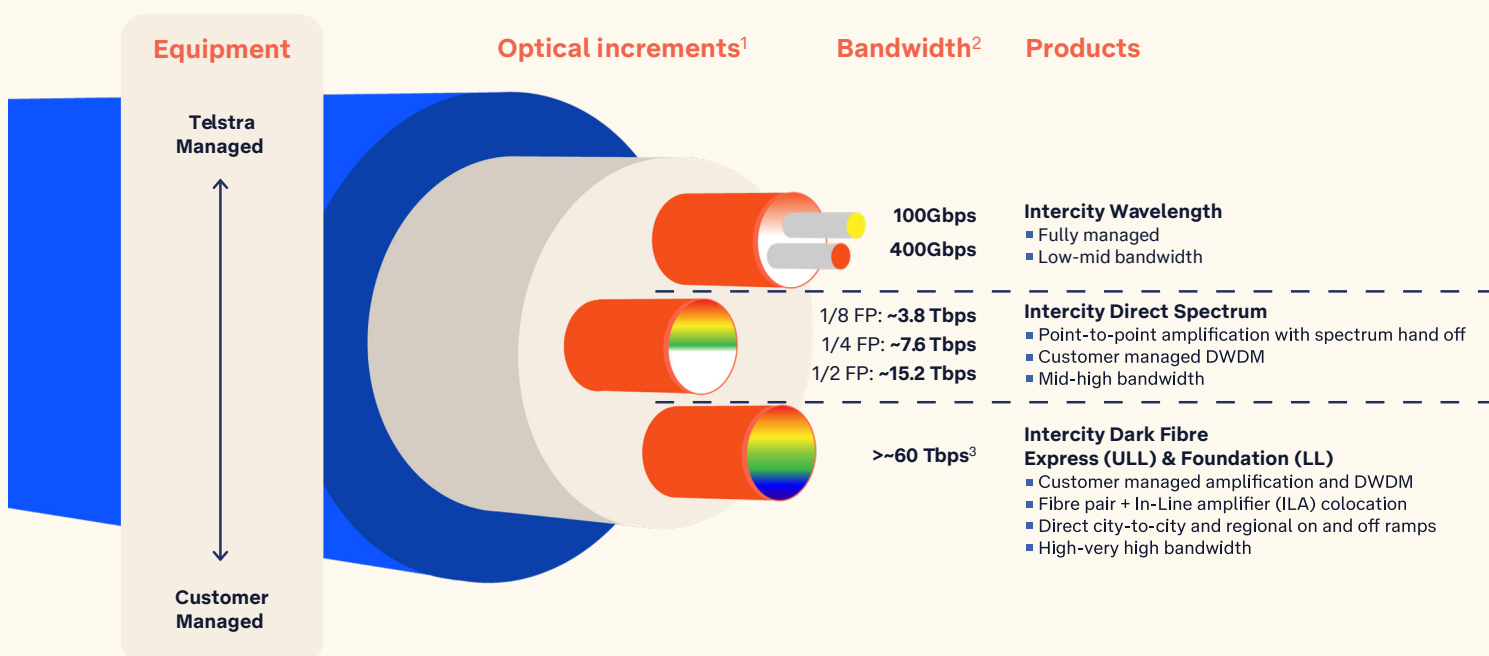 Equipment
Optical increments¹
Bandwidth²
Products
Telstra
Managed
Customer
Managed
100Gbps
400Gbps
Intercity Wavelength
Fully managed
Low-mid bandwidth
1/8 FP: ~3.8 Tbps
1/4 FP: ~7.6 Tbps
1/2 FP: ~15.2 Tbps
Intercity Direct Spectrum
Point-to-point amplification with spectrum hand off
Customer managed DWDM
Mid-high bandwidth
>~60 Tbps³
Intercity Dark Fibre
Express (ULL) & Foundation (LL)
Customer managed amplification and DWDM
Fibre pair + In-Line amplifier (ILA) colocation
Direct city-to-city and regional on and off ramps
High-very high bandwidth